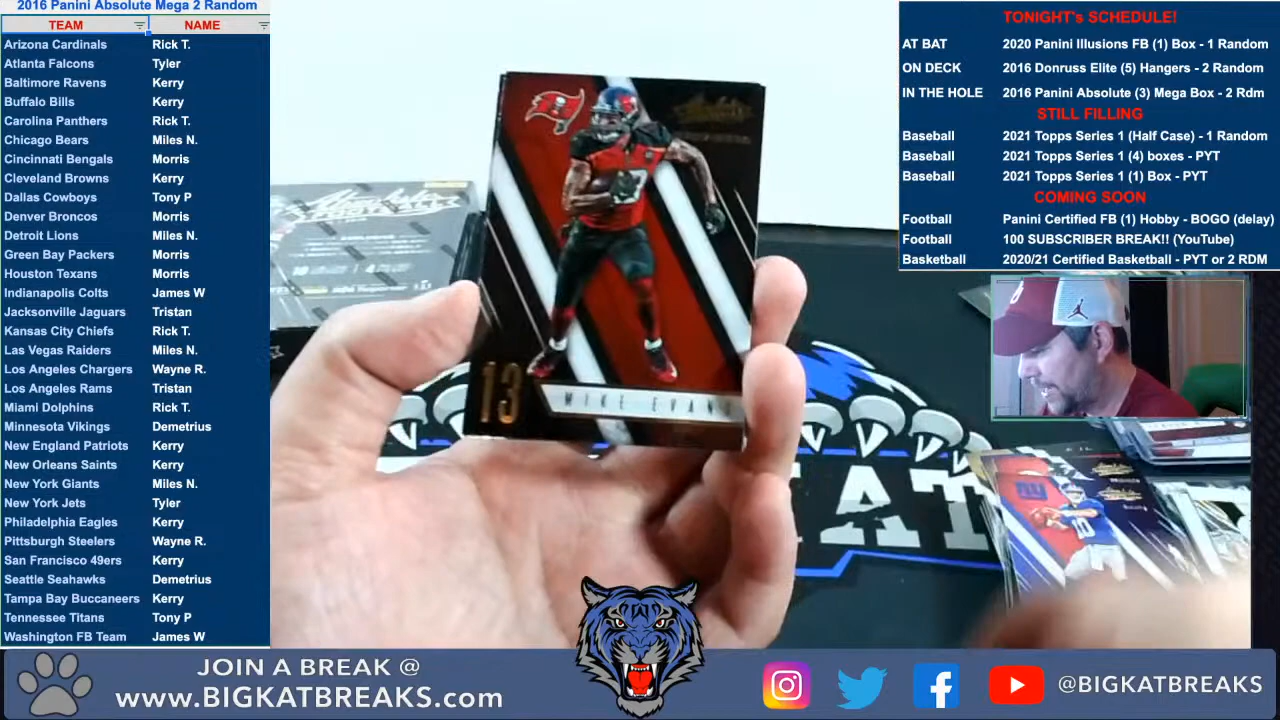 2016 Panini Absolute Mega 2 Random
TEAM NAME
Arizona Cardinals Rick T.
Atlanta Falcons Tyler
Baltimore Ravens Kerry
Buffalo Bills Kerry
Carolina Panthers Rick T.
Chicago Bears Miles N.
Cincinnati Bengals Morris
Cleveland Browns Kerry
Dallas Cowboys Tony P
Denver Broncos Morris
Detroit Lions Miles N.
Green Bay Packers Morris
Houston Texans Morris
Indianapolis Colts James W
Jacksonville Jaguars Tristan
Kansas City Chiefs Rick T.
Las Vegas Raiders Miles N.
Los Angeles Chargers Wayne R.
Los Angeles Rams Tristan
Miami Dolphins Rick T.
Minnesota Vikings Demetrius
New England Patriots Kerry
New Orleans Saints Kerry
New York Giants Miles N.
New York Jets Tyler
Philadelphia Eagles Kerry
Pittsburgh Steelers Wayne R.
San Francisco 49ers Kerry
Seattle Seahawks Demetrius
Tampa Bay Buccaneers Kerry
Tennessee Titans Tony P
Washington FB Team James W
13
MIKE EVANS
TONIGHT's SCHEDULE!
AT BAT 2020 Panini Illusions FB (1) Box - 1 Random
ON DECK 2016 Donruss Elite (5) Hangers - 2 Random
IN THE HOLE 2016 Panini Absolute (3) Mega Box - 2 Rdm
STILL FILLING
Baseball 2021 Topps Series 1 (Half Case) - 1 Random
Baseball 2021 Topps Series 1 (4) boxes - PYT
Baseball 2021 Topps Series 1 (1) Box - PYT
COMING SOON
Football Panini Certified FB (1) Hobby - BOGO (delay)
Football 100 SUBSCRIBER BREAK!! (YouTube)
Basketball 2020/21 Certified Basketball - PYT or 2 RDM
JOIN A BREAK @
www.BIGKATBREAKS.com
@BIGKATBREAKS